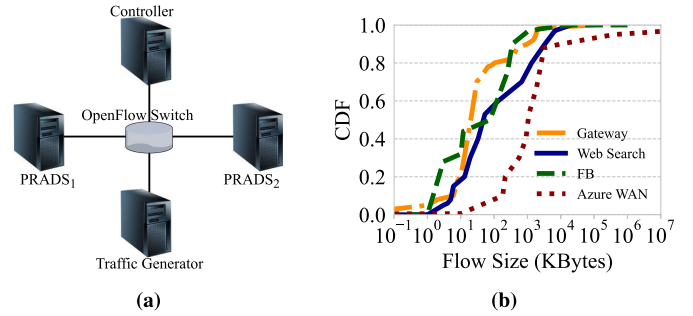 Controller
OpenFlow Switch
PRADS1
PRADS2
Traffic Generator
(a)
CDF
1.0
0.8
0.6
0.4
0.2
0.0
Gateway
Web Search
FB
Azure WAN
10⁻¹ 10⁰ 10¹ 10² 10³ 10⁴ 10⁵ 10⁶ 10⁷
Flow Size (KBytes)
(b)